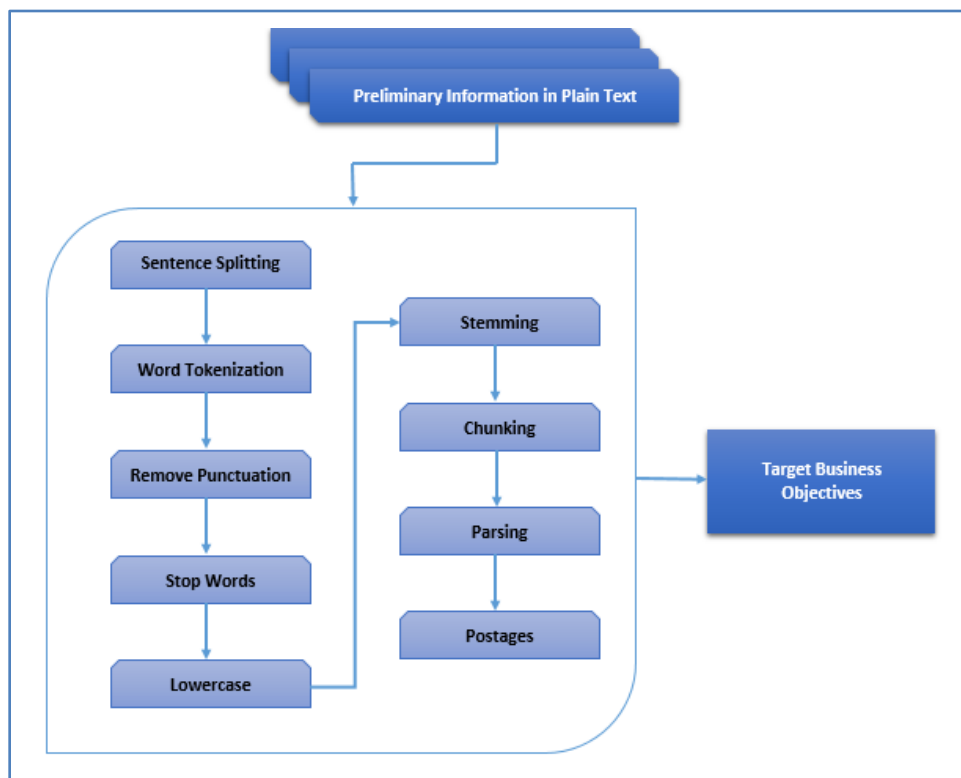 Preliminary Information in Plain Text
Sentence Splitting
Word Tokenization
Remove Punctuation
Stop Words
Lowercase
Stemming
Chunking
Parsing
Postages
Target Business
Objectives